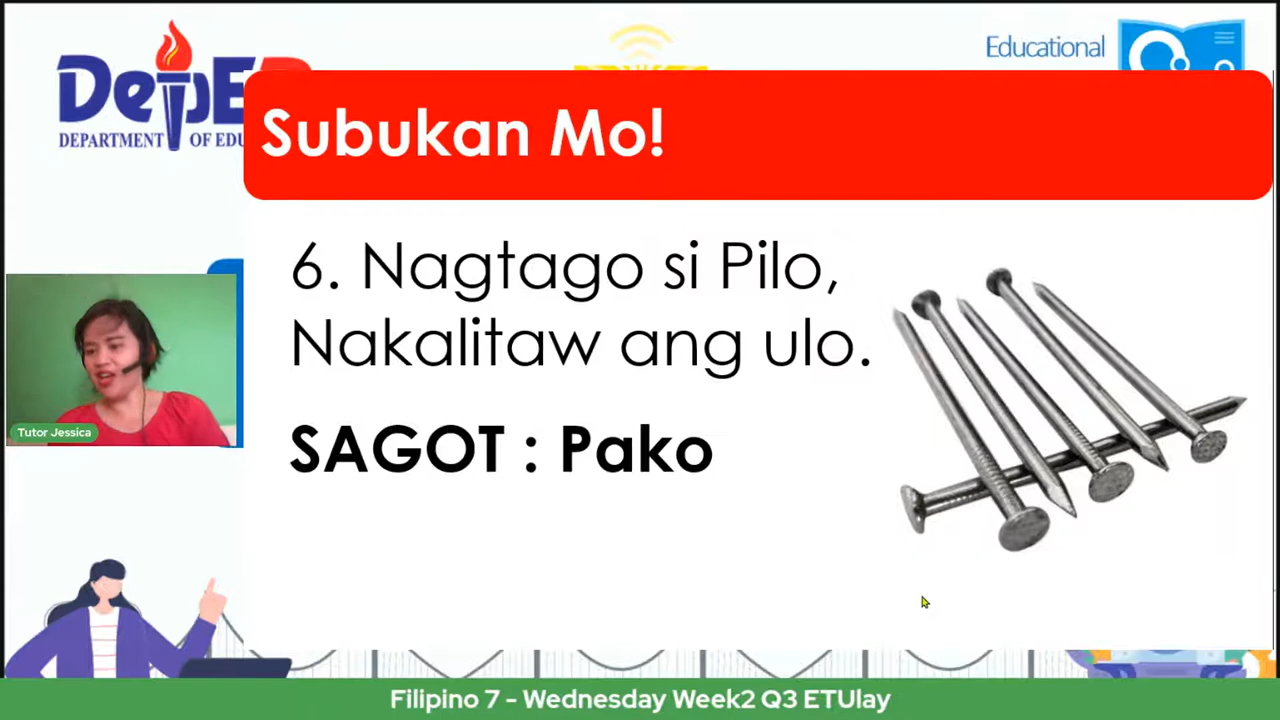 DepED
DEPARTMENT OF EDU
Educational
Subukan Mo!
6. Nagtago si Pilo,
Nakalitaw ang ulo.
SAGOT : Pako
Tutor Jessica
Filipino 7 - Wednesday Week2 Q3 ETUlay